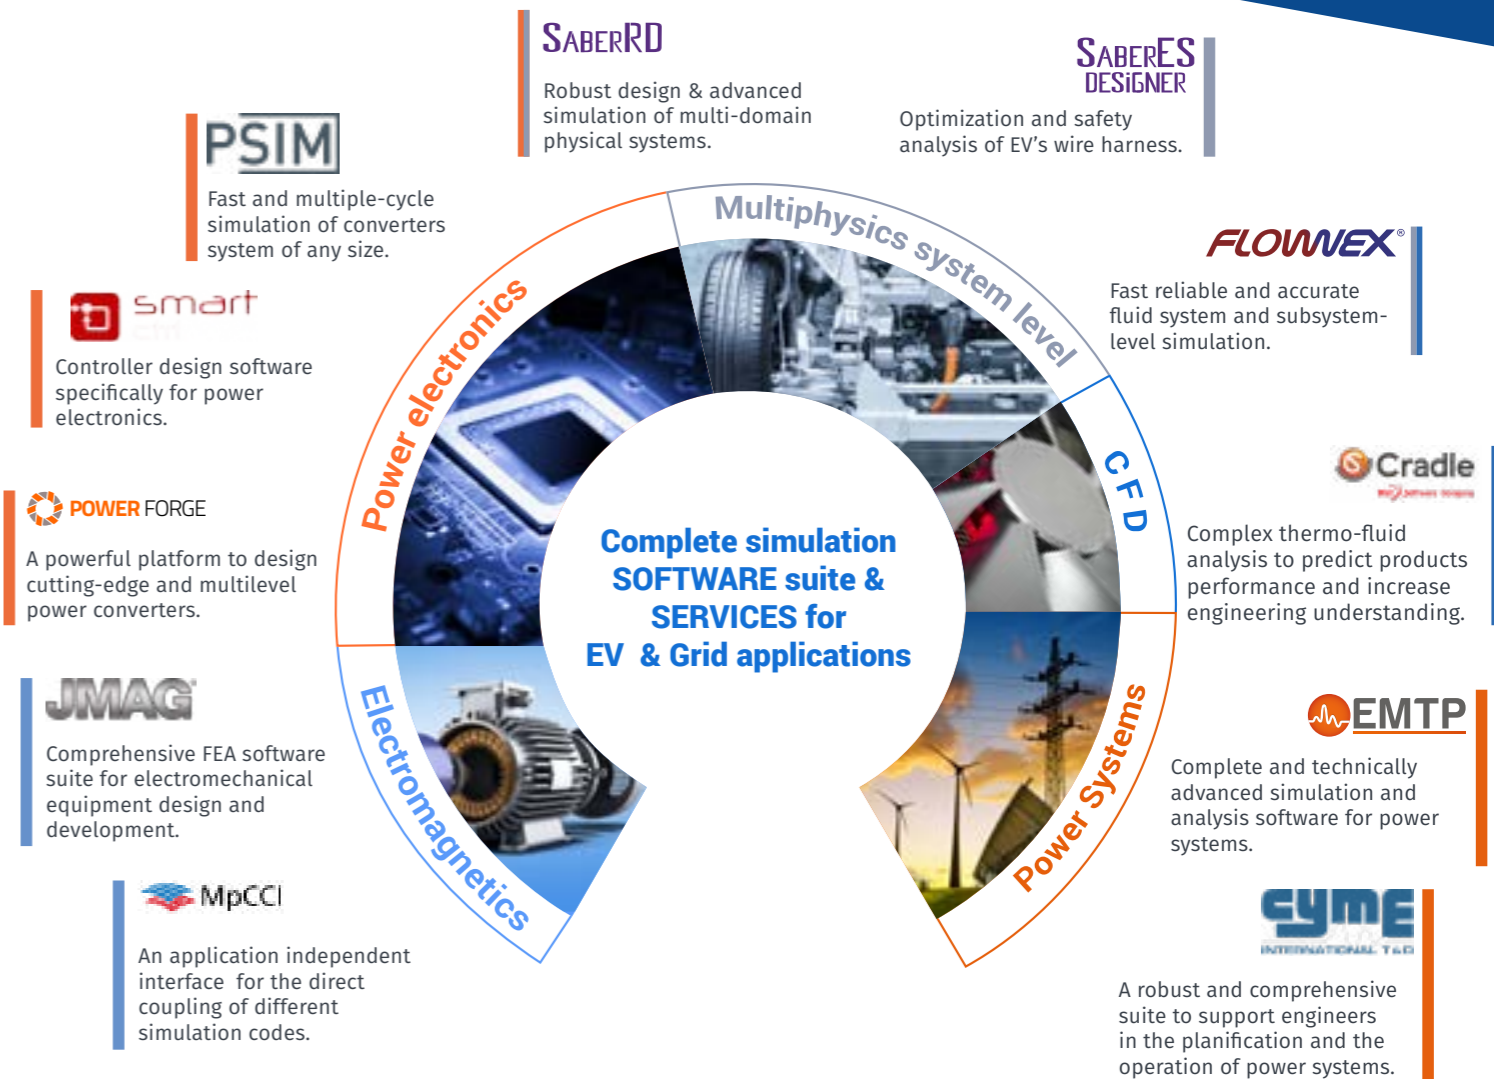 SABERRD
Robust design & advanced
simulation of multi-domain
physical systems.
SABERES
DESiGNER
Optimization and safety
analysis of EV's wire harness.
PSIM
Fast and multiple-cycle
simulation of converters
system of any size.
FLOWNEX®
Fast reliable and accurate
fluid system and subsystem-
level simulation.
smart
Controller design software
specifically for power
electronics.
Cradle
Complex thermo-fluid
analysis to predict products
performance and increase
engineering understanding.
POWER FORGE
A powerful platform to design
cutting-edge and multilevel
power converters.
JMAG
Comprehensive FEA software
suite for electromechanical
equipment design and
development.
EMTP
Complete and technically
advanced simulation and
analysis software for power
systems.
MpCCI
An application independent
interface for the direct
coupling of different
simulation codes.
CYME
INTERNATIONAL T&D
A robust and comprehensive
suite to support engineers
in the planification and the
operation of power systems.
Power electronics
Multiphysics system level
CFD
Electromagnetics
Power Systems
Complete simulation
SOFTWARE suite &
SERVICES for
EV & Grid applications